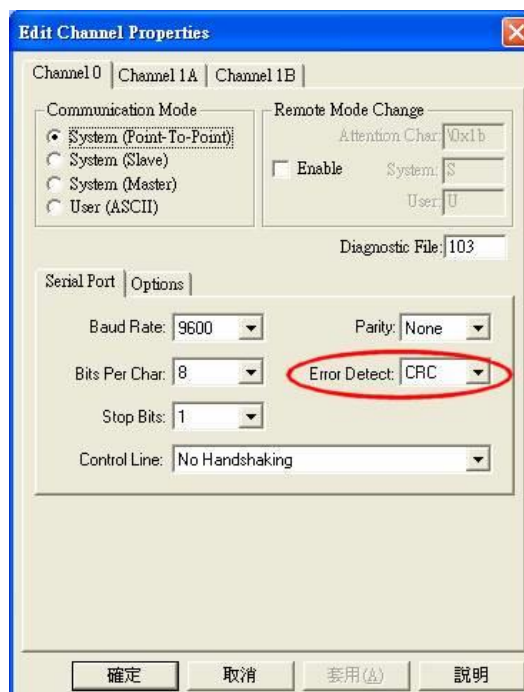 Edit Channel Properties
Channel 0 Channel 1A Channel 1B
Communication Mode
System (Point-To-Point)
System (Slave)
System (Master)
User (ASCII)
Remote Mode Change
Attention Char: \0x1b
Enable System: S
User: U
Diagnostic File: 103
Serial Port Options
Baud Rate: 9600 Parity: None
Bits Per Char: 8 Error Detect: CRC
Stop Bits: 1
Control Line: No Handshaking
確定 取消 套用(A) 説明